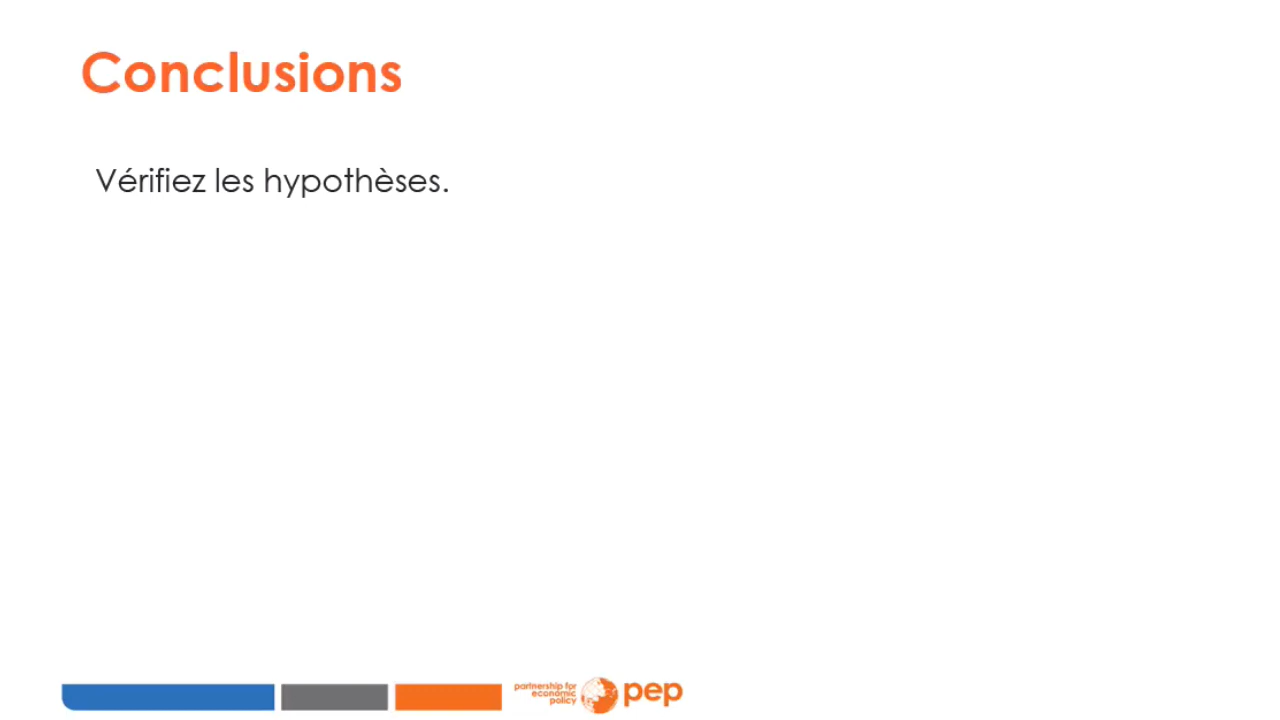 Conclusions
Vérifiez les hypothèses.
partnership for
economic
policy
pep